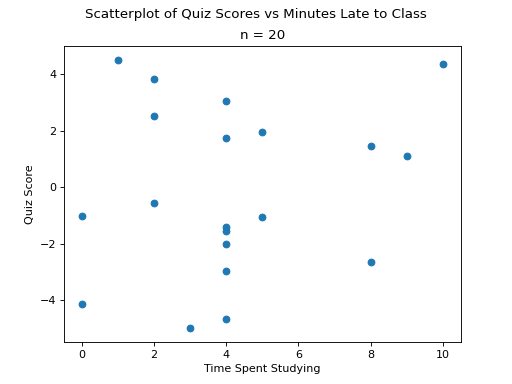 Scatterplot of Quiz Scores vs Minutes Late to Class
n = 20
4
2
0
−2
−4
Quiz Score
0 2 4 6 8 10
Time Spent Studying